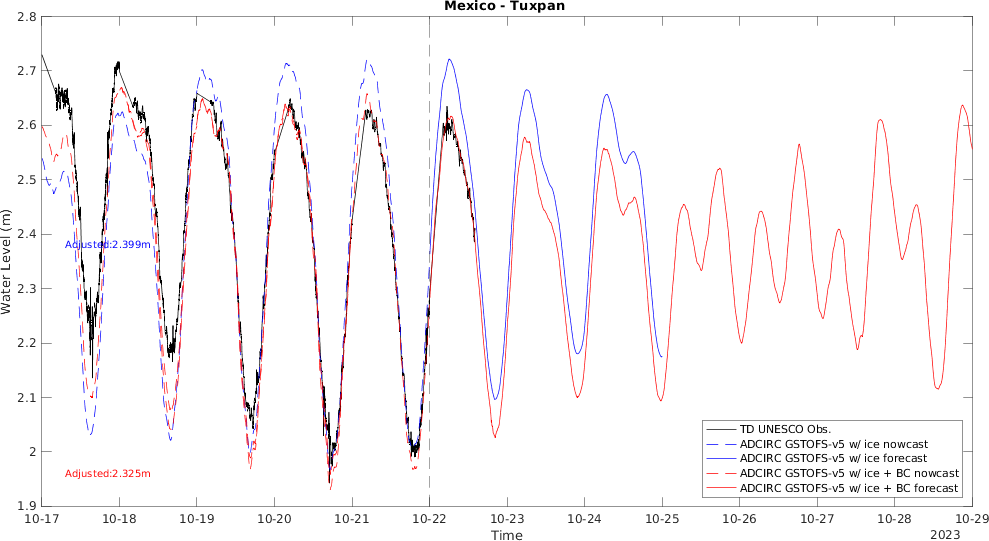 Mexico - Tuxpan
2.8
2.7
2.6
2.5
2.4
2.3
2.2
2.1
2
1.9
Water Level (m)
Adjusted:2.399m
Adjusted:2.325m
TD UNESCO Obs.
ADCIRC GSTOFS-v5 w/ ice nowcast
ADCIRC GSTOFS-v5 w/ ice forecast
ADCIRC GSTOFS-v5 w/ ice + BC nowcast
ADCIRC GSTOFS-v5 w/ ice + BC forecast
10-17 10-18 10-19 10-20 10-21 10-22 10-23 10-24 10-25 10-26 10-27 10-28 10-29
Time
2023